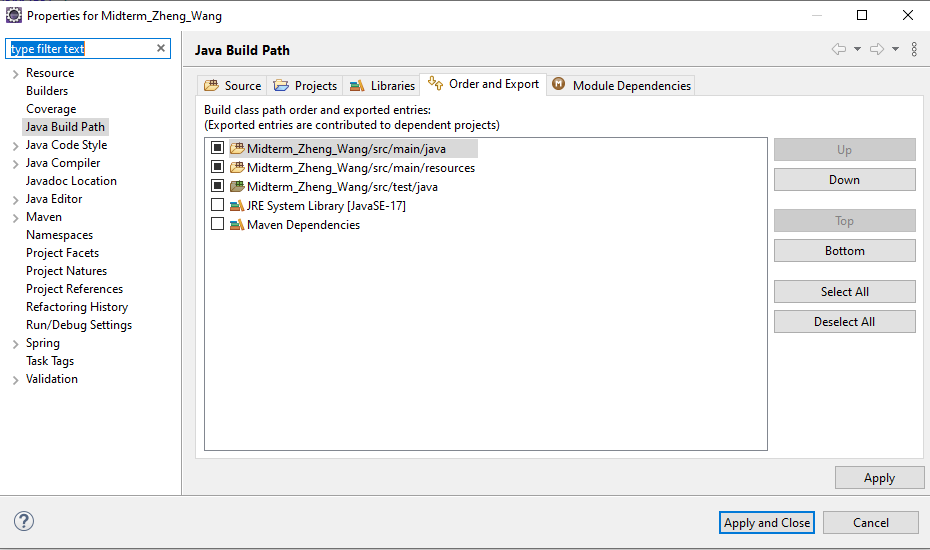 Properties for Midterm_Zheng_Wang
type filter text
Resource
Builders
Coverage
Java Build Path
Java Code Style
Java Compiler
Javadoc Location
Java Editor
Maven
Namespaces
Project Facets
Project Natures
Project References
Refactoring History
Run/Debug Settings
Spring
Task Tags
Validation
Java Build Path
Source Projects Libraries Order and Export Module Dependencies
Build class path order and exported entries:
(Exported entries are contributed to dependent projects)
Midterm_Zheng_Wang/src/main/java
Midterm_Zheng_Wang/src/main/resources
Midterm_Zheng_Wang/src/test/java
JRE System Library [JavaSE-17]
Maven Dependencies
Up
Down
Top
Bottom
Select All
Deselect All
Apply
Apply and Close Cancel